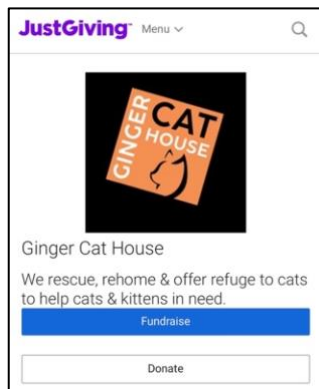 JustGiving™ Menu
GINGER
CAT
HOUSE
Ginger Cat House
We rescue, rehome & offer refuge to cats
to help cats & kittens in need.
Fundraise
Donate